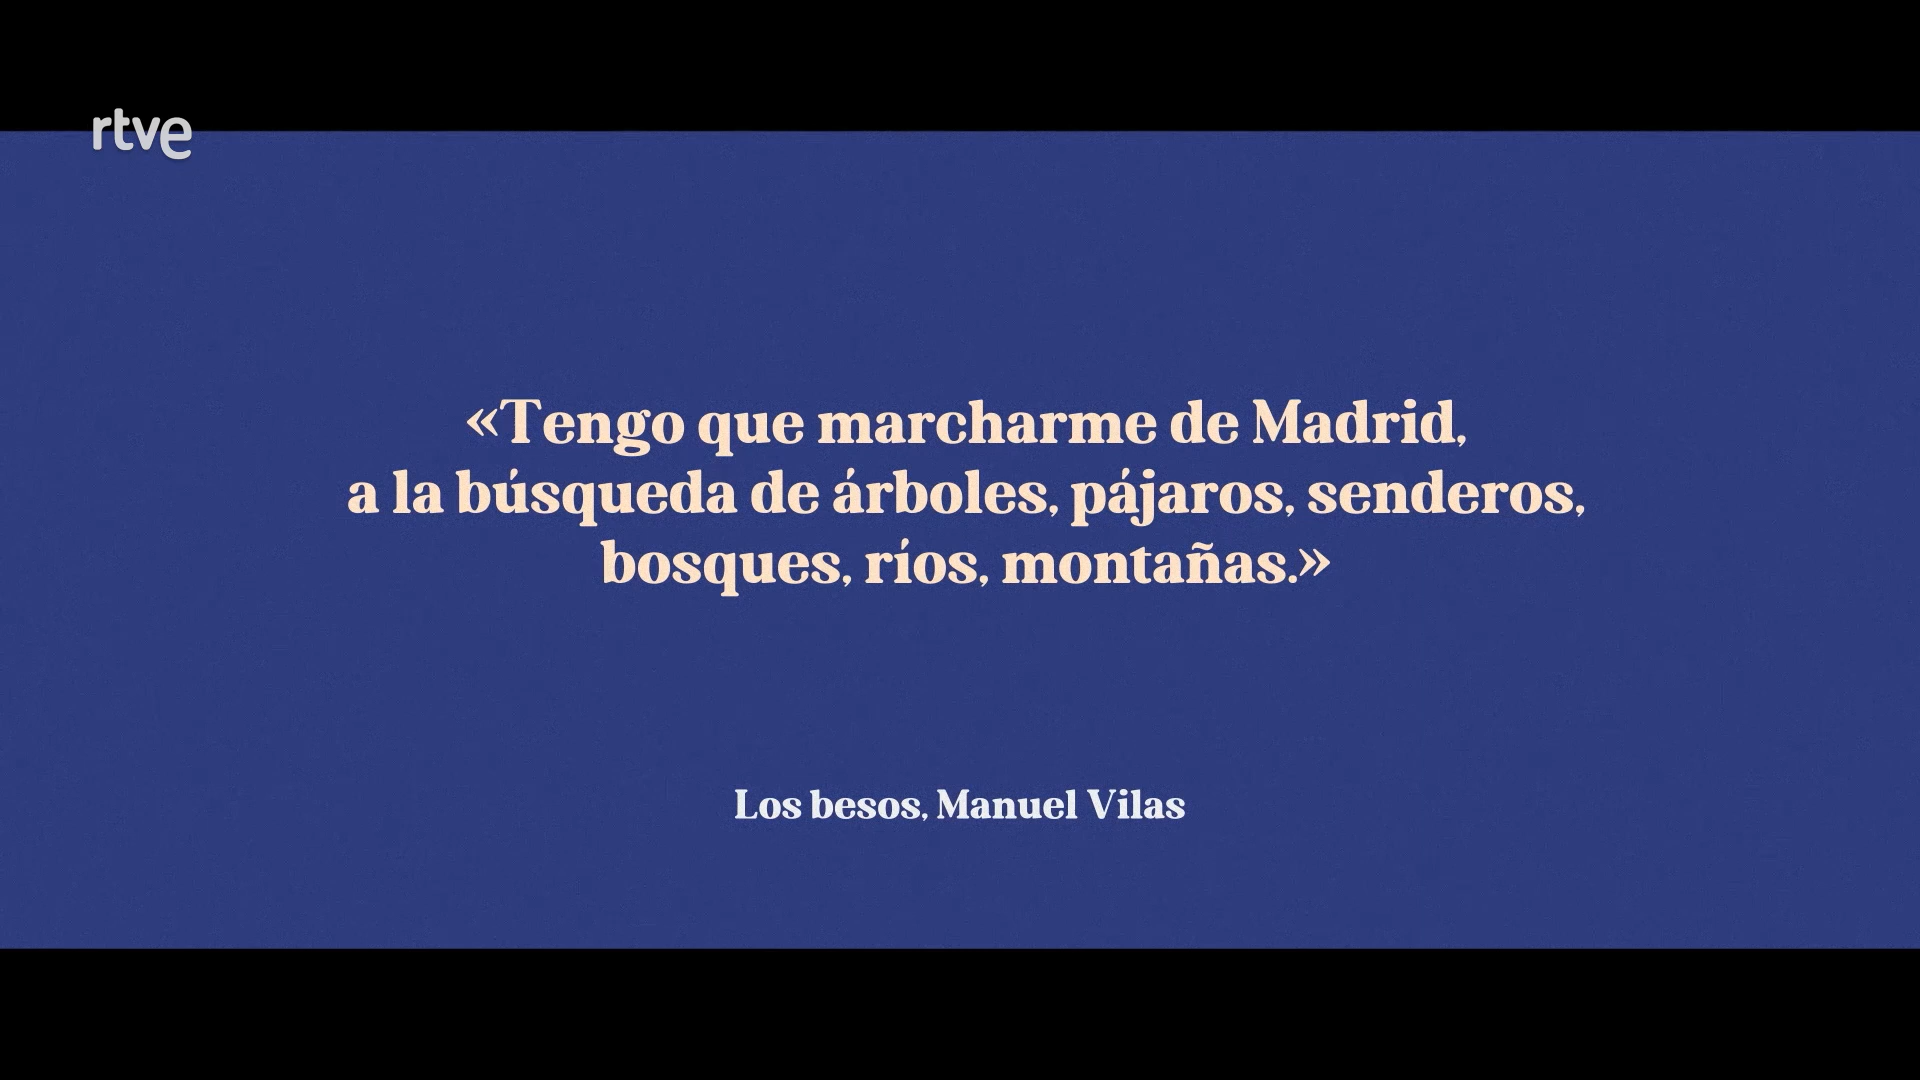 rtve
«Tengo que marcharme de Madrid,
a la búsqueda de árboles, pájaros, senderos,
bosques, ríos, montañas.»
Los besos, Manuel Vilas